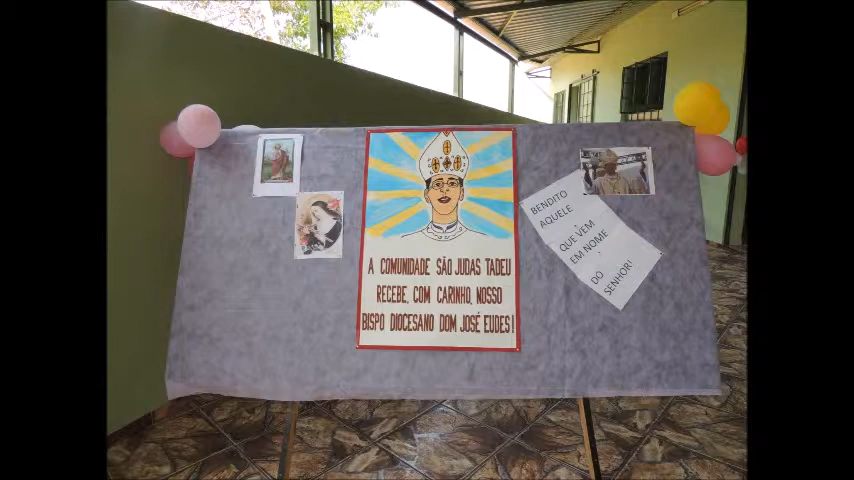 A COMUNIDADE SÃO JUDAS TADEU
RECEBE, COM CARINHO, NOSSO
BISPO DIOCESANO DOM JOSÉ EUDES!
BENDITO
AQUELE
QUE VEM
EM NOME
DO
SENHOR!